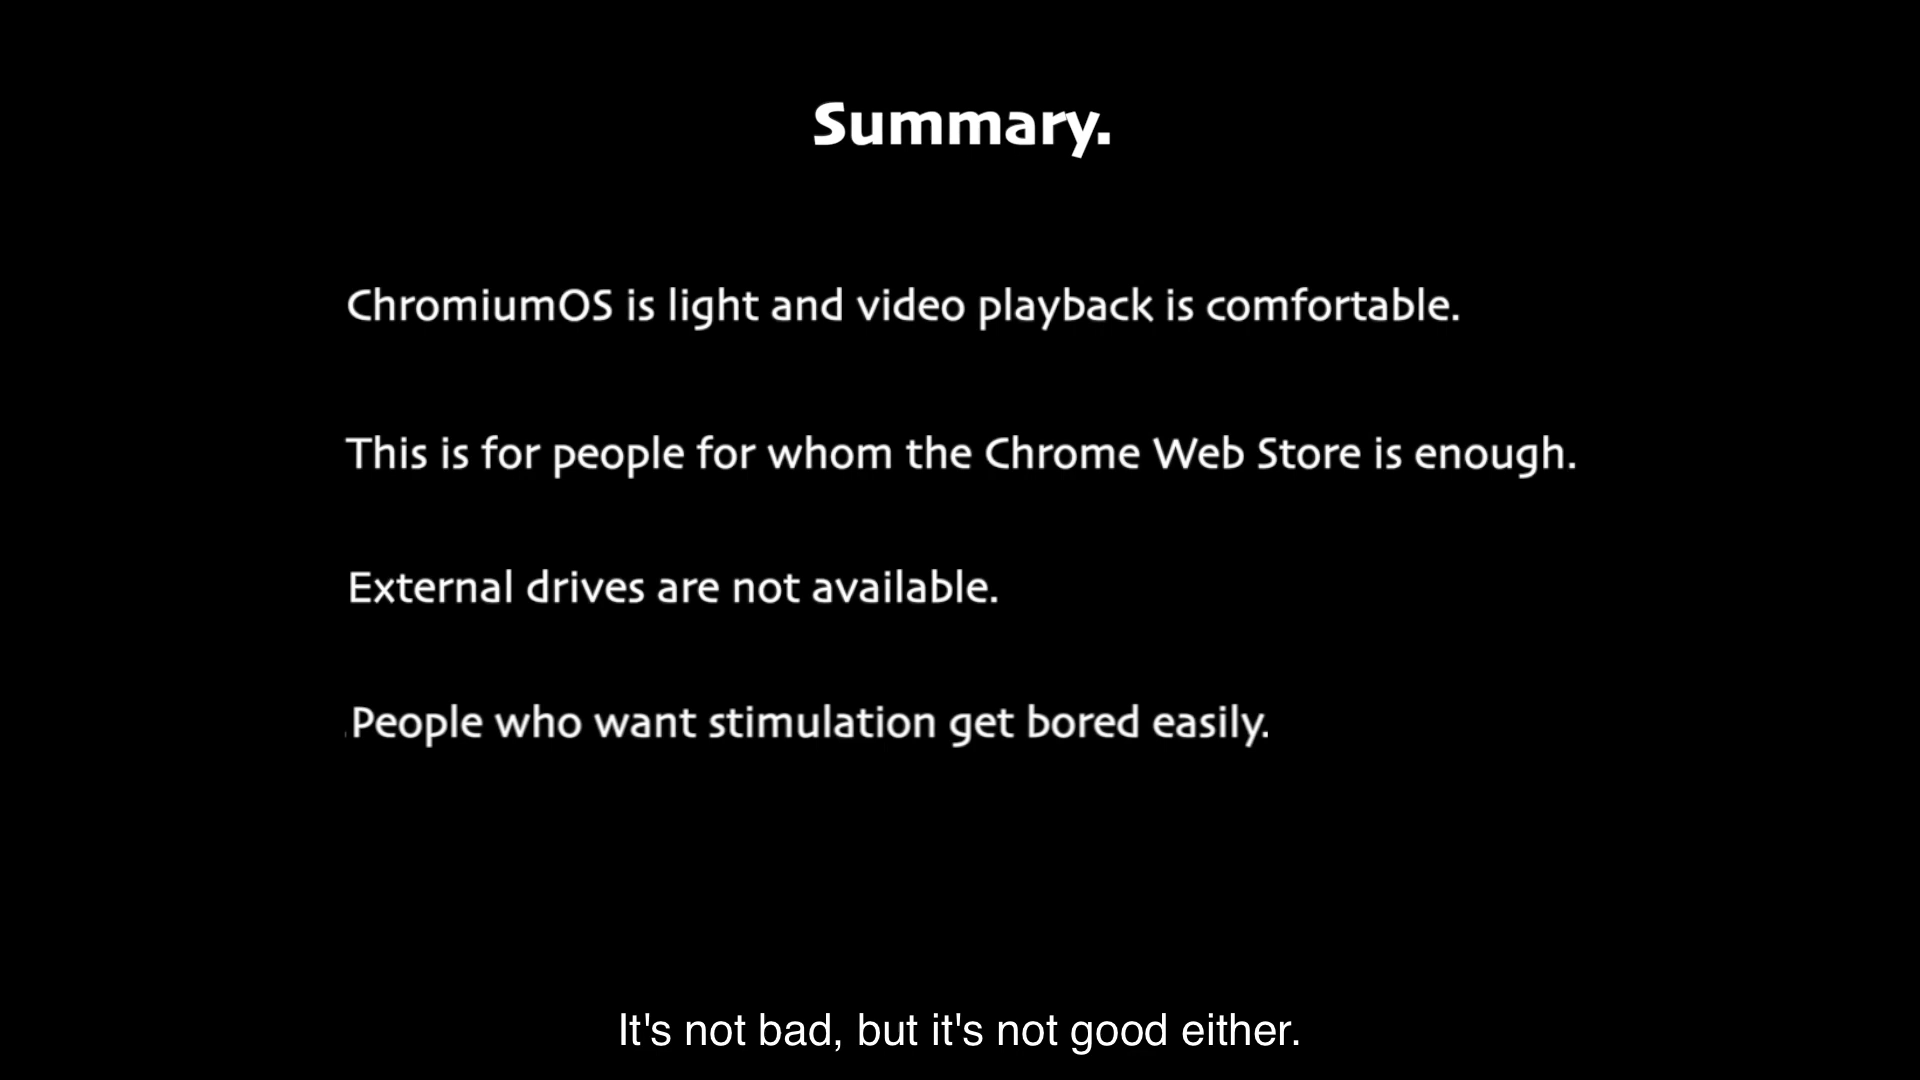 Summary.
ChromiumOS is light and video playback is comfortable.
This is for people for whom the Chrome Web Store is enough.
External drives are not available.
People who want stimulation get bored easily.
It's not bad, but it's not good either.